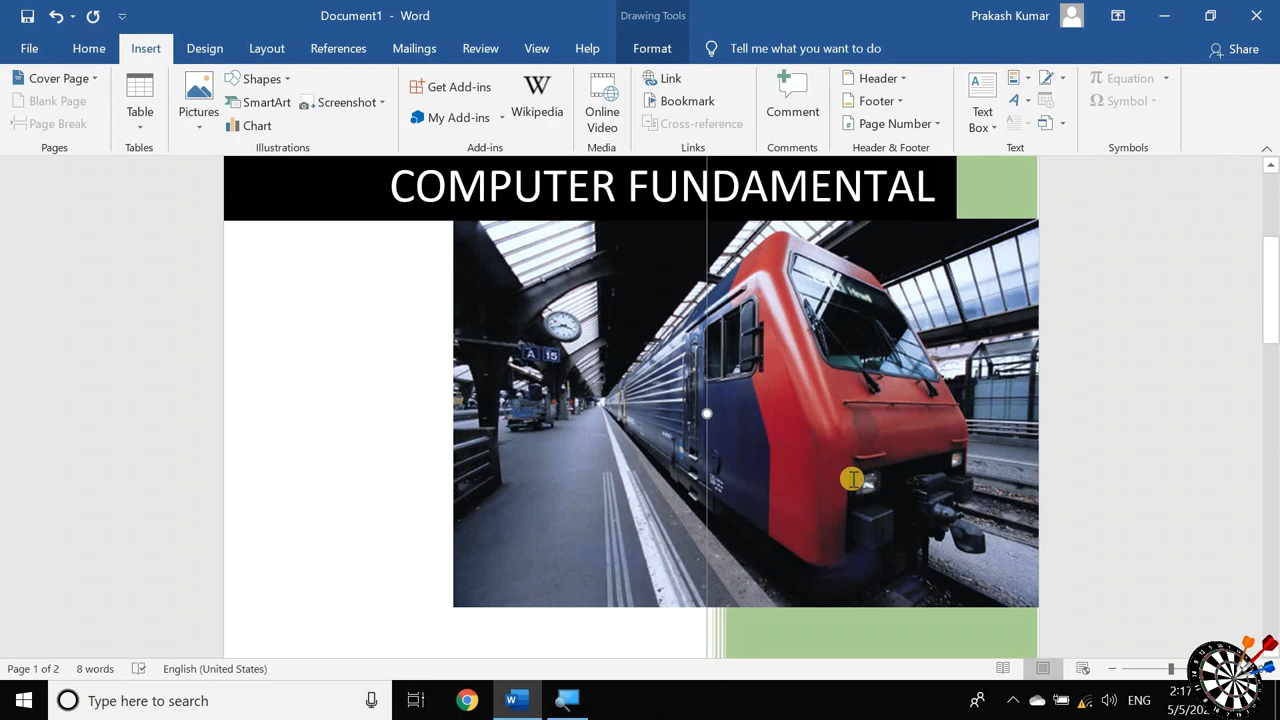 Document1 - Word
Drawing Tools
Prakash Kumar
File Home Insert Design Layout References Mailings Review View Help Format Tell me what you want to do Share
Cover Page
Blank Page
Page Break
Pages
Table
Tables
Pictures
Shapes
SmartArt
Chart
Screenshot
Illustrations
Get Add-ins
My Add-ins
Wikipedia
Add-ins
Online Video
Media
Link
Bookmark
Cross-reference
Links
Comment
Comments
Header
Footer
Page Number
Header & Footer
Text Box
Text
Equation
Symbol
Symbols
COMPUTER FUNDAMENTAL
A 15
Page 1 of 2 8 words English (United States)
Type here to search
ENG
2:17
5/5/